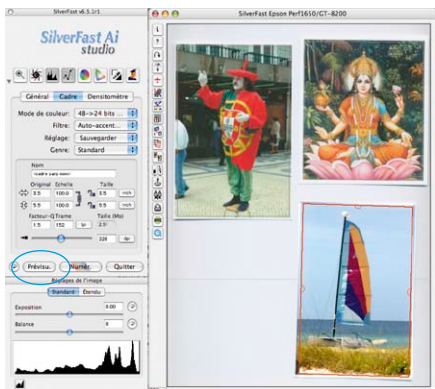 SilverFast v6.5.1r1
SilverFast Ai
studio
Général Cadre Densitomètre
Mode de couleur: 48->24 bits ...
Filtre: Auto-accent...
Réglage: Sauvegarder
Genre: Standard
Nom
Original Echelle Taille
3.5 100.0 3.5 inch
5.5 100.0 5.5 inch
Facteur-Q Trame Taille (Mo)
1.5 152 lpi 2.5
228 dpi
Prévisu. Numér. Quitter
Réglages de l'image
Standard Étendu
Exposition 0.00
Balance 0
SilverFast Epson Perf1650/GT-8200